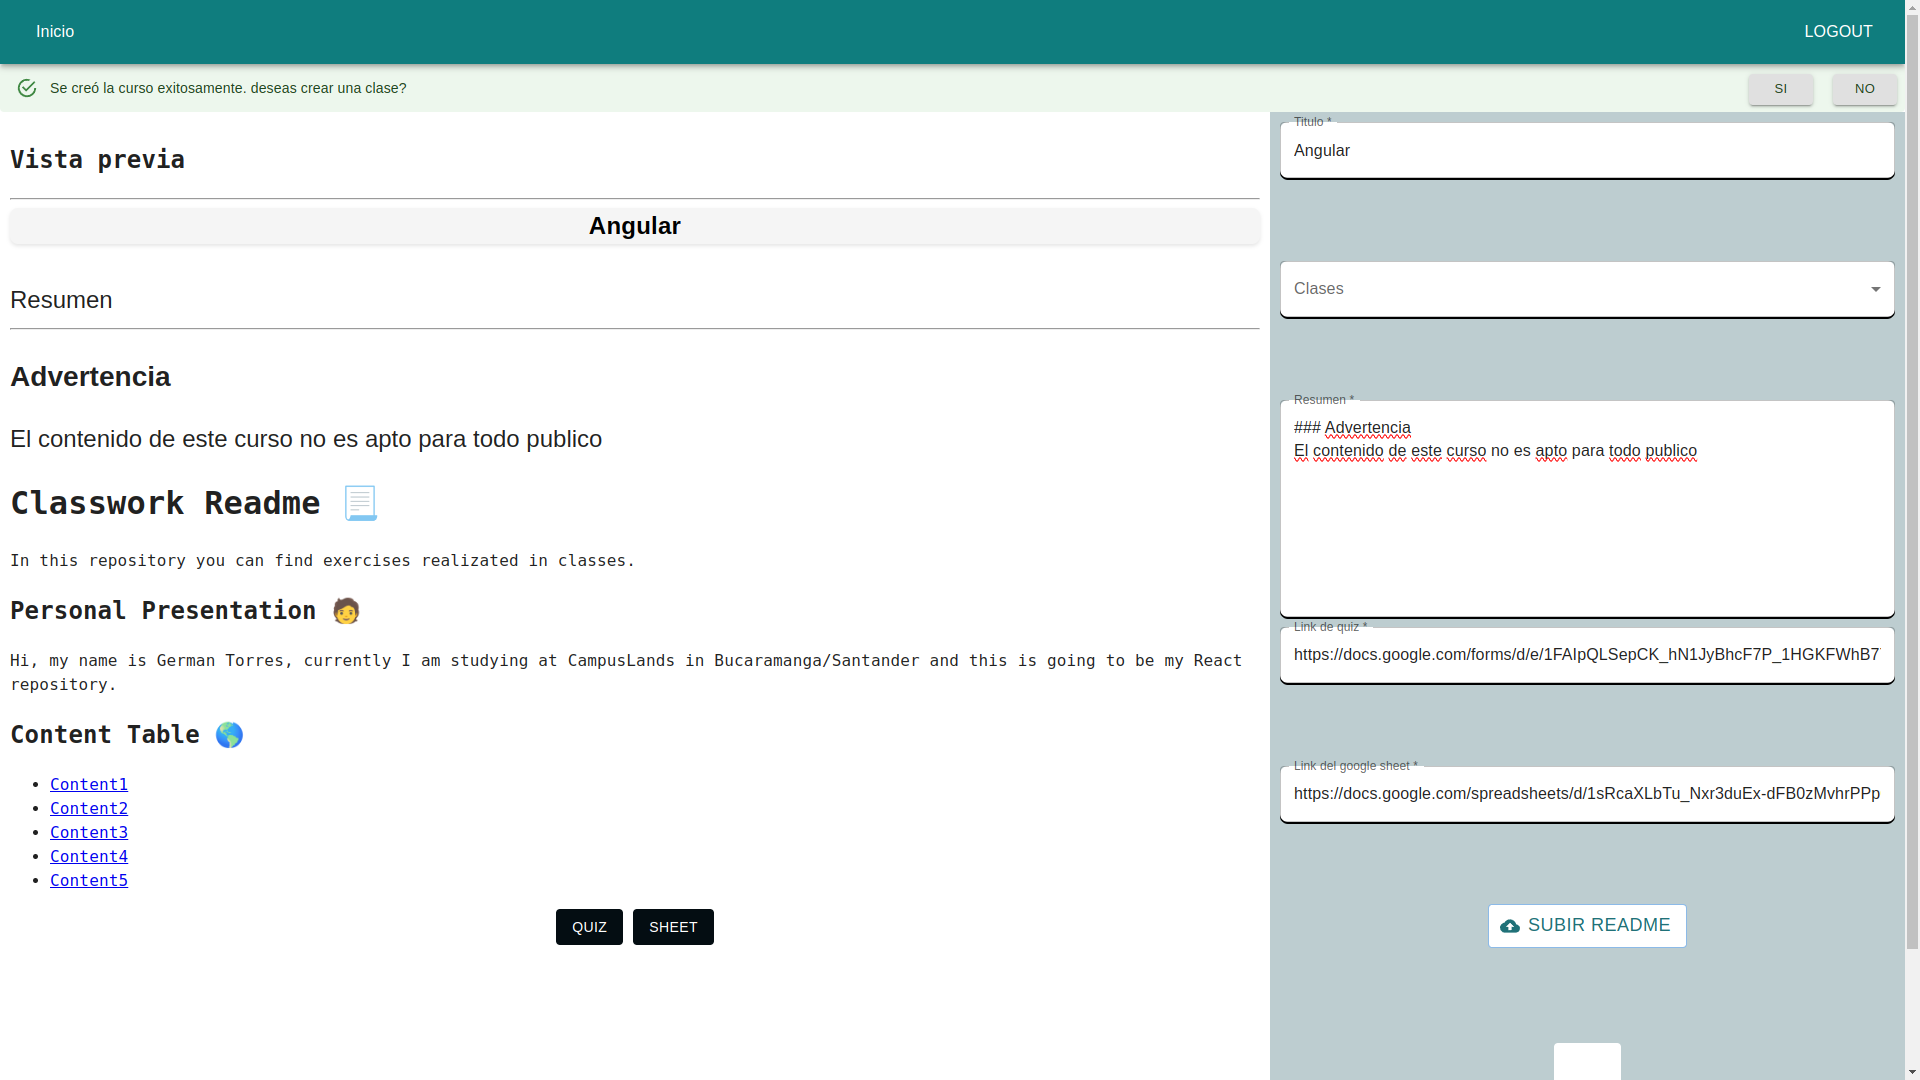 Inicio
LOGOUT
Se creó la curso exitosamente. deseas crear una clase?
SI
NO
Vista previa
Angular
Resumen
Advertencia
El contenido de este curso no es apto para todo publico
Classwork Readme
In this repository you can find exercises realizated in classes.
Personal Presentation
Hi, my name is German Torres, currently I am studying at CampusLands in Bucaramanga/Santander and this is going to be my React
repository.
Content Table
Content1
Content2
Content3
Content4
Content5
QUIZ
SHEET
Titulo *
Angular
Clases
Resumen *
### Advertencia
El contenido de este curso no es apto para todo publico
Link de quiz *
https://docs.google.com/forms/d/e/1FAIpQLSepCK_hN1JyBhcF7P_1HGKFWhB7
Link del google sheet *
https://docs.google.com/spreadsheets/d/1sRcaXLbTu_Nxr3duEx-dFB0zMvhrPPp
SUBIR README